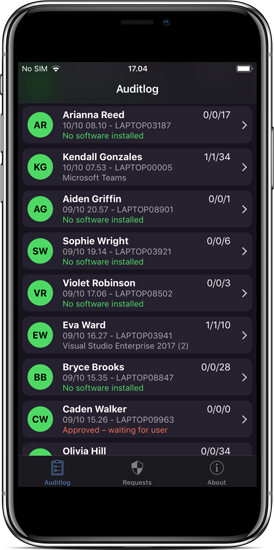 No SIM 17.04
Auditlog
AR
Arianna Reed 0/0/17
10/10 08.10 - LAPTOP03187
No software installed
KG
Kendall Gonzales 1/1/34
10/10 07.53 - LAPTOP00005
Microsoft Teams
AG
Aiden Griffin 0/0/1
09/10 20.57 - LAPTOP08901
No software installed
SW
Sophie Wright 0/0/6
09/10 19.14 - LAPTOP03921
No software installed
VR
Violet Robinson 0/0/3
09/10 17.06 - LAPTOP08502
No software installed
EW
Eva Ward 1/1/10
09/10 16.27 - LAPTOP03941
Visual Studio Enterprise 2017 (2)
BB
Bryce Brooks 0/0/28
09/10 15.35 - LAPTOP08847
No software installed
CW
Caden Walker 0/0/0
09/10 15.26 - LAPTOP09963
Approved – waiting for user
Olivia Hill 0/0/34
Auditlog Requests About